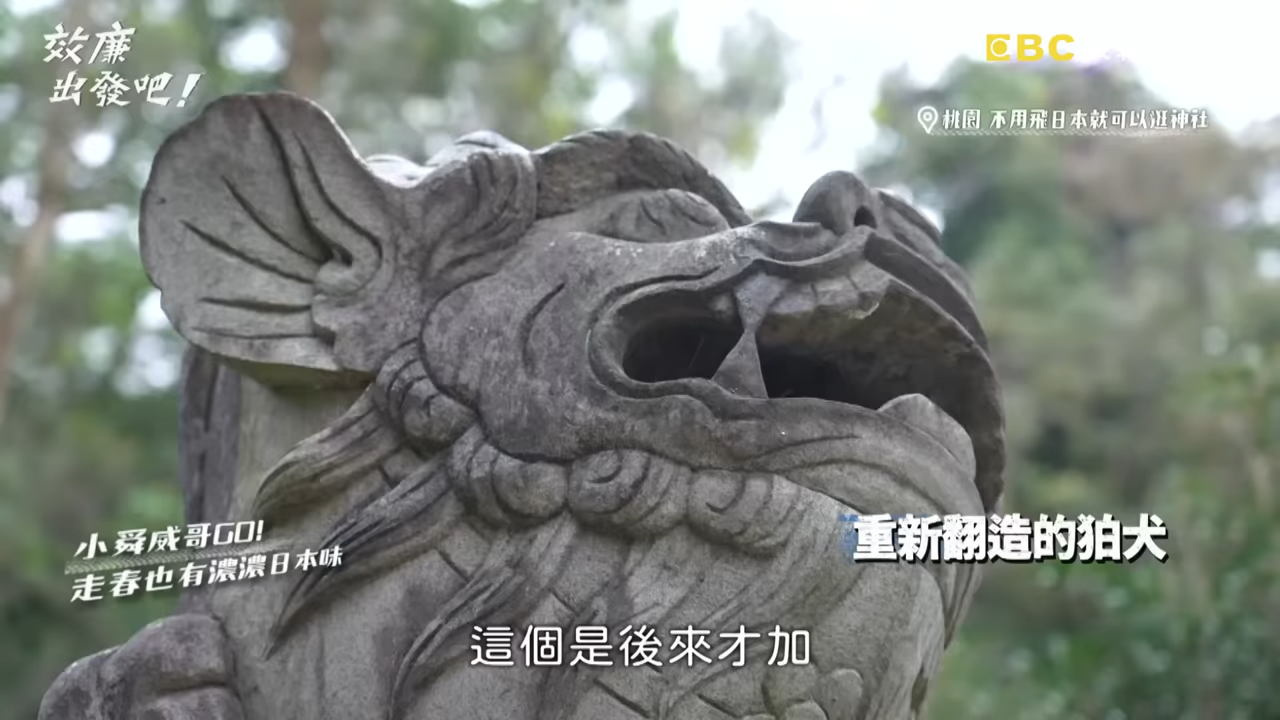 效廉
出發吧!
EBC
桃園 不用飛日本就可以逛神社
重新翻造的狛犬
小舜威哥GO!
走春也有濃濃日本味
這個是後來才加